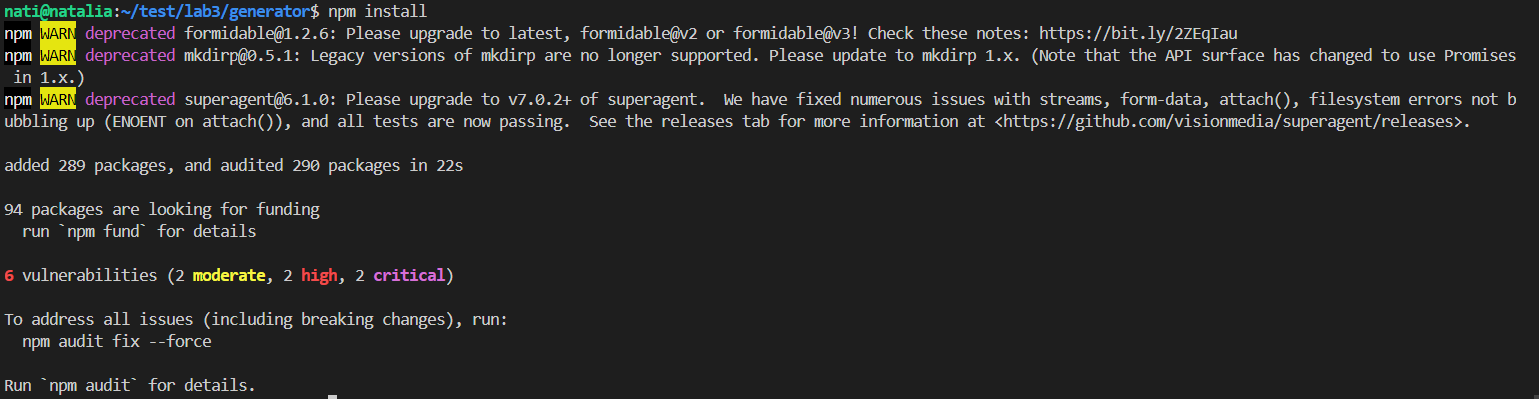 nati@natalia:~/test/lab3/generator$ npm install
npm WARN deprecated formidable@1.2.6: Please upgrade to latest, formidable@v2 or formidable@v3! Check these notes: https://bit.ly/2ZEqIau
npm WARN deprecated mkdirp@0.5.1: Legacy versions of mkdirp are no longer supported. Please update to mkdirp 1.x. (Note that the API surface has changed to use Promises
 in 1.x.)
npm WARN deprecated superagent@6.1.0: Please upgrade to v7.0.2+ of superagent.  We have fixed numerous issues with streams, form-data, attach(), filesystem errors not b
ubbling up (ENOENT on attach()), and all tests are now passing.  See the releases tab for more information at <https://github.com/visionmedia/superagent/releases>.
added 289 packages, and audited 290 packages in 22s
94 packages are looking for funding
  run `npm fund` for details
6 vulnerabilities (2 moderate, 2 high, 2 critical)
To address all issues (including breaking changes), run:
  npm audit fix --force
Run `npm audit` for details.